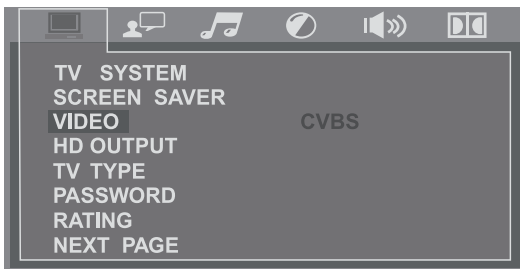 TV SYSTEM
SCREEN SAVER
VIDEO CVBS
HD OUTPUT
TV TYPE
PASSWORD
RATING
NEXT PAGE